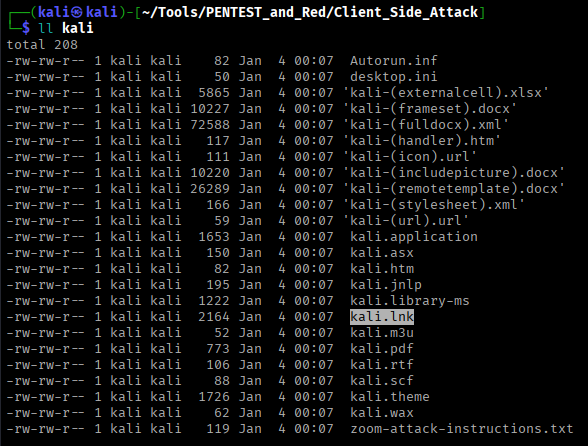 ┌──(kali㉿kali)-[~/Tools/PENTEST_and_Red/Client_Side_Attack]
└─$ ll kali
total 208
-rw-rw-r-- 1 kali kali    82 Jan  4 00:07  Autorun.inf
-rw-rw-r-- 1 kali kali    50 Jan  4 00:07  desktop.ini
-rw-rw-r-- 1 kali kali  5865 Jan  4 00:07 'kali-(externalcell).xlsx'
-rw-rw-r-- 1 kali kali 10227 Jan  4 00:07 'kali-(frameset).docx'
-rw-rw-r-- 1 kali kali 72588 Jan  4 00:07 'kali-(fulldocx).xml'
-rw-rw-r-- 1 kali kali   117 Jan  4 00:07 'kali-(handler).htm'
-rw-rw-r-- 1 kali kali   111 Jan  4 00:07 'kali-(icon).url'
-rw-rw-r-- 1 kali kali 10220 Jan  4 00:07 'kali-(includepicture).docx'
-rw-rw-r-- 1 kali kali 26289 Jan  4 00:07 'kali-(remotetemplate).docx'
-rw-rw-r-- 1 kali kali   166 Jan  4 00:07 'kali-(stylesheet).xml'
-rw-rw-r-- 1 kali kali    59 Jan  4 00:07 'kali-(url).url'
-rw-rw-r-- 1 kali kali  1653 Jan  4 00:07  kali.application
-rw-rw-r-- 1 kali kali   150 Jan  4 00:07  kali.asx
-rw-rw-r-- 1 kali kali    82 Jan  4 00:07  kali.htm
-rw-rw-r-- 1 kali kali   195 Jan  4 00:07  kali.jnlp
-rw-rw-r-- 1 kali kali  1222 Jan  4 00:07  kali.library-ms
-rw-rw-r-- 1 kali kali  2164 Jan  4 00:07  kali.lnk
-rw-rw-r-- 1 kali kali    52 Jan  4 00:07  kali.m3u
-rw-rw-r-- 1 kali kali   773 Jan  4 00:07  kali.pdf
-rw-rw-r-- 1 kali kali   106 Jan  4 00:07  kali.rtf
-rw-rw-r-- 1 kali kali    88 Jan  4 00:07  kali.scf
-rw-rw-r-- 1 kali kali  1726 Jan  4 00:07  kali.theme
-rw-rw-r-- 1 kali kali    62 Jan  4 00:07  kali.wax
-rw-rw-r-- 1 kali kali   119 Jan  4 00:07  zoom-attack-instructions.txt